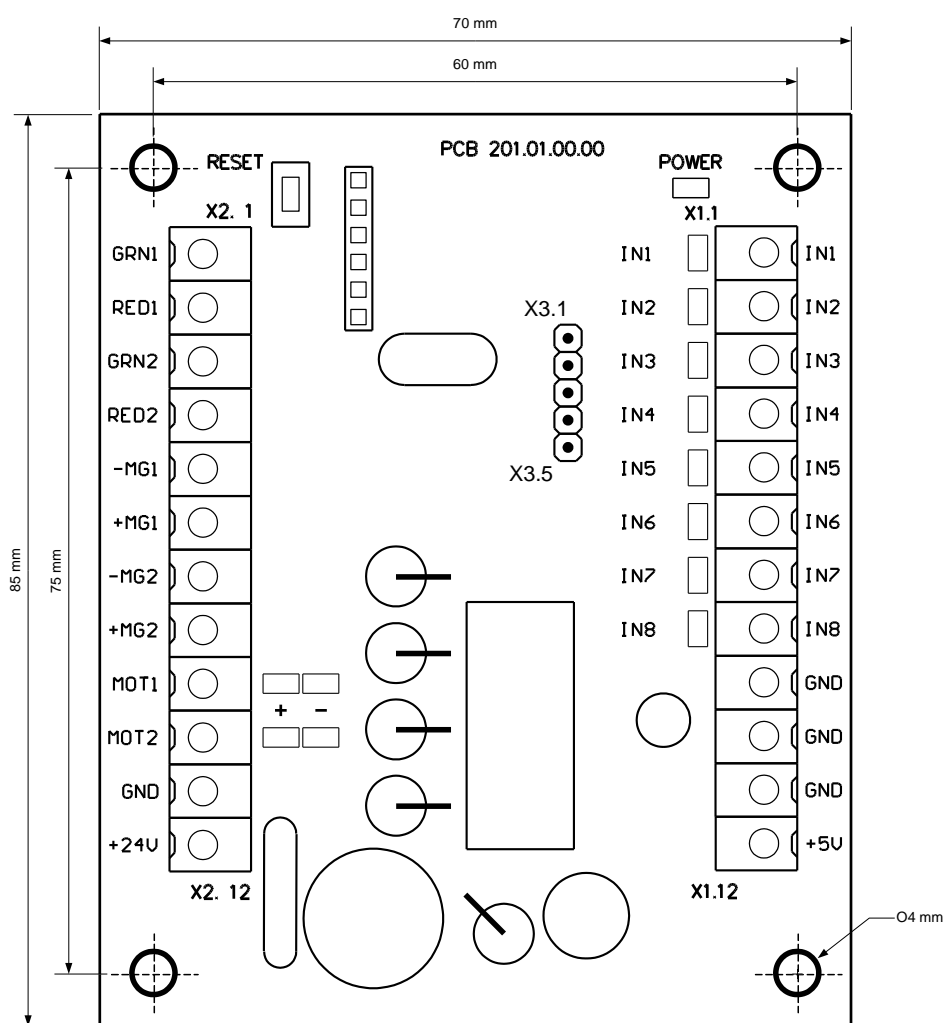 70 mm
60 mm
PCB 201.01.00.00
RESET
POWER
X2. 1
X1.1
GRN1
RED1
GRN2
RED2
-MG1
+MG1
-MG2
+MG2
MOT1
MOT2
GND
+24V
X2. 12
+ -
X3.1
X3.5
IN1
IN2
IN3
IN4
IN5
IN6
IN7
IN8
IN1
IN2
IN3
IN4
IN5
IN6
IN7
IN8
GND
GND
GND
+5V
X1.12
85 mm
75 mm
O4 mm